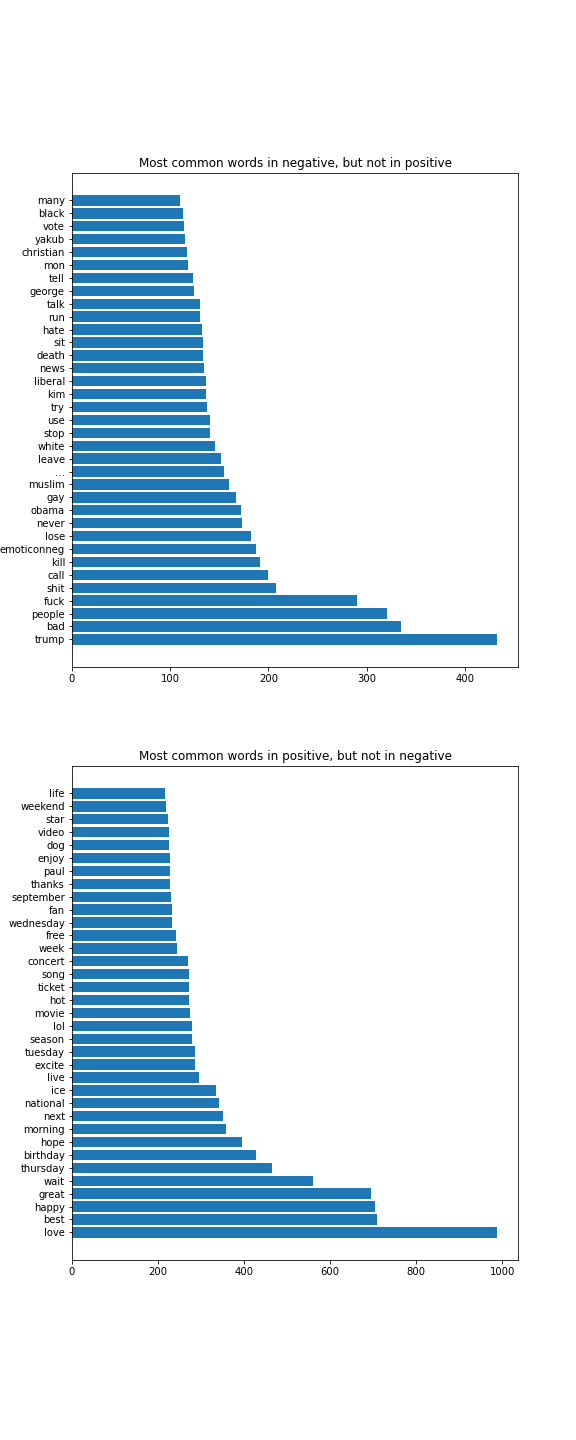 Most common words in negative, but not in positive
many
black
vote
yakub
christian
mon
tell
george
talk
run
hate
sit
death
news
liberal
kim
try
use
stop
white
leave
...
muslim
gay
obama
never
lose
emoticonneg
kill
call
shit
fuck
people
bad
trump
0 100 200 300 400
Most common words in positive, but not in negative
life
weekend
star
video
dog
enjoy
paul
thanks
september
fan
wednesday
free
week
concert
song
ticket
hot
movie
lol
season
tuesday
excite
live
ice
national
next
morning
hope
birthday
thursday
wait
great
happy
best
love
0 200 400 600 800 1000